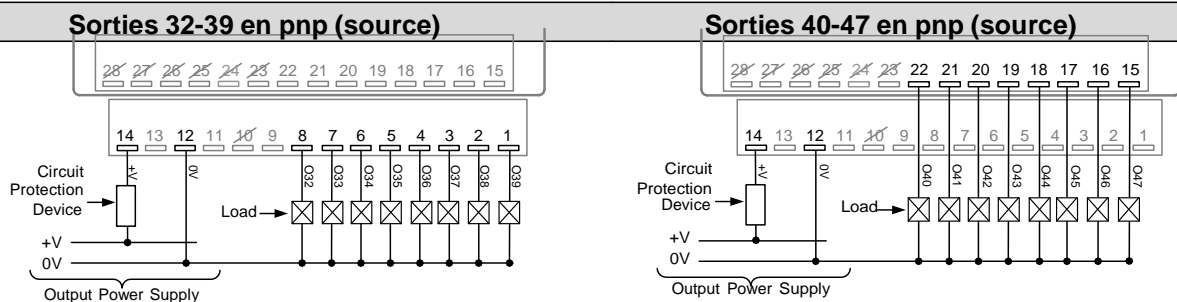 Sorties 32-39 en pnp (source)
28 27 26 25 24 23 22 21 20 19 18 17 16 15
14 13 12 11 10 9 8 7 6 5 4 3 2 1
+V 0V O32 O33 O34 O35 O36 O37 O38 O39
Circuit
Protection
Device
Load
+V
0V
Output Power Supply
Sorties 40-47 en pnp (source)
28 27 26 25 24 23 22 21 20 19 18 17 16 15
14 13 12 11 10 9 8 7 6 5 4 3 2 1
+V 0V O40 O41 O42 O43 O44 O45 O46 O47
Circuit
Protection
Device
Load
+V
0V
Output Power Supply